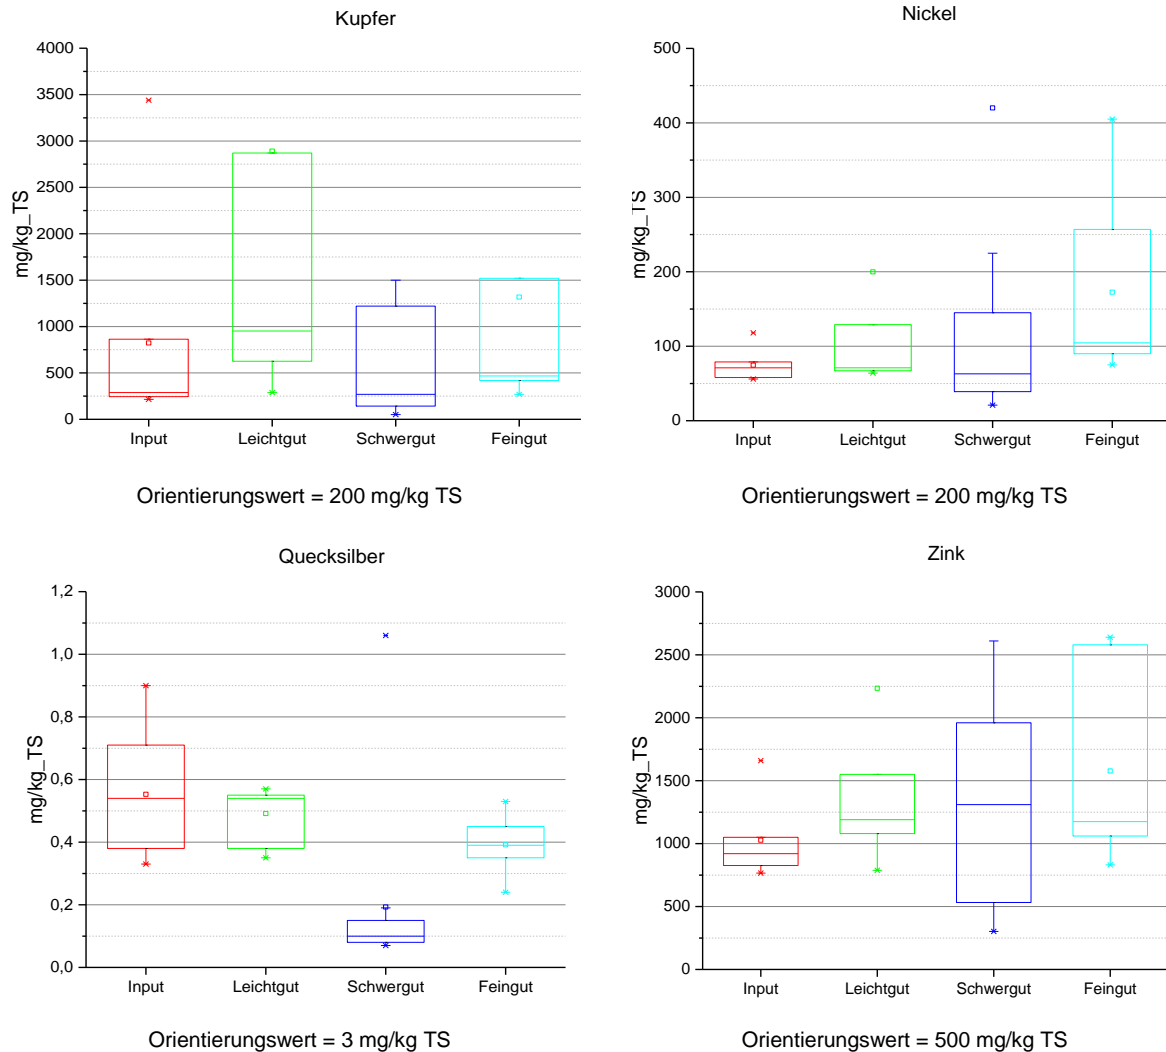 Kupfer
4000
3500
3000
2500
2000
1500
1000
500
0
mg/kg_TS
Input Leichtgut Schwergut Feingut
Orientierungswert = 200 mg/kg TS
Nickel
500
400
300
200
100
0
mg/kg_TS
Input Leichtgut Schwergut Feingut
Orientierungswert = 200 mg/kg TS
Quecksilber
1,2
1,0
0,8
0,6
0,4
0,2
0,0
mg/kg_TS
Input Leichtgut Schwergut Feingut
Orientierungswert = 3 mg/kg TS
Zink
3000
2500
2000
1500
1000
500
0
mg/kg_TS
Input Leichtgut Schwergut Feingut
Orientierungswert = 500 mg/kg TS